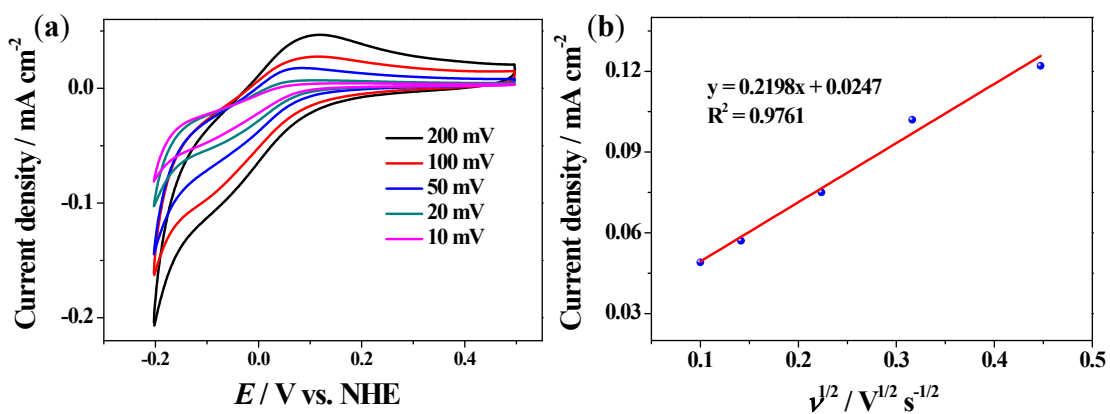 (a)
Current density / mA cm⁻²
0.0
-0.1
-0.2
200 mV
100 mV
50 mV
20 mV
10 mV
-0.2 0.0 0.2 0.4
E / V vs. NHE
(b)
Current density / mA cm⁻²
0.12
0.09
0.06
0.03
y = 0.2198x + 0.0247
R² = 0.9761
0.1 0.2 0.3 0.4 0.5
ν^1/2 / V^1/2 s^-1/2